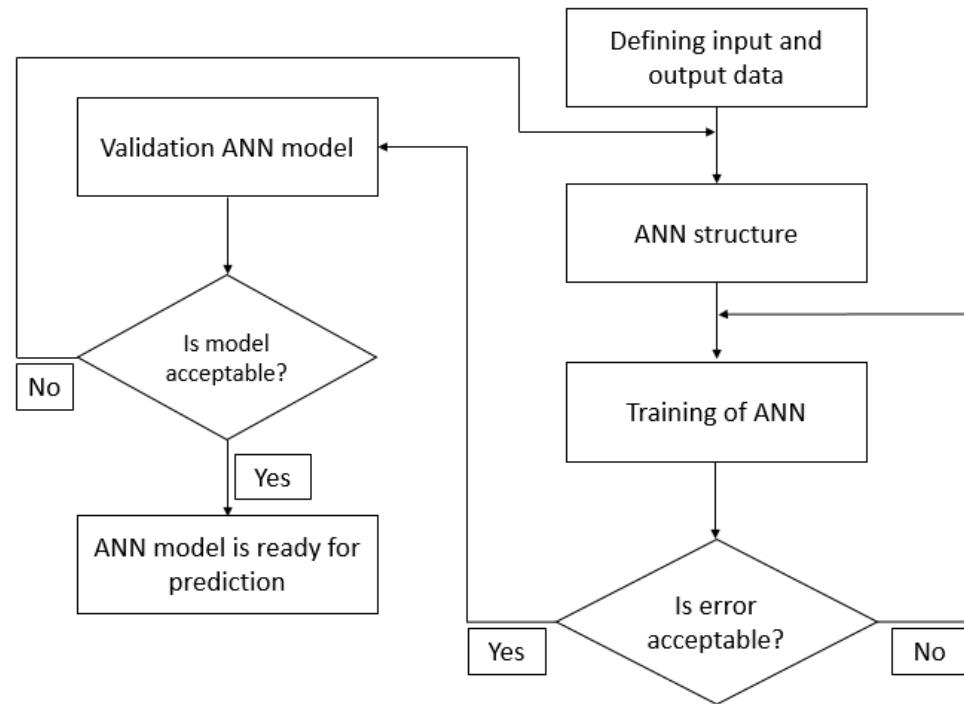 Defining input and
output data
ANN structure
Training of ANN
Is error
acceptable?
Yes
No
Validation ANN model
Is model
acceptable?
No
Yes
ANN model is ready for
prediction